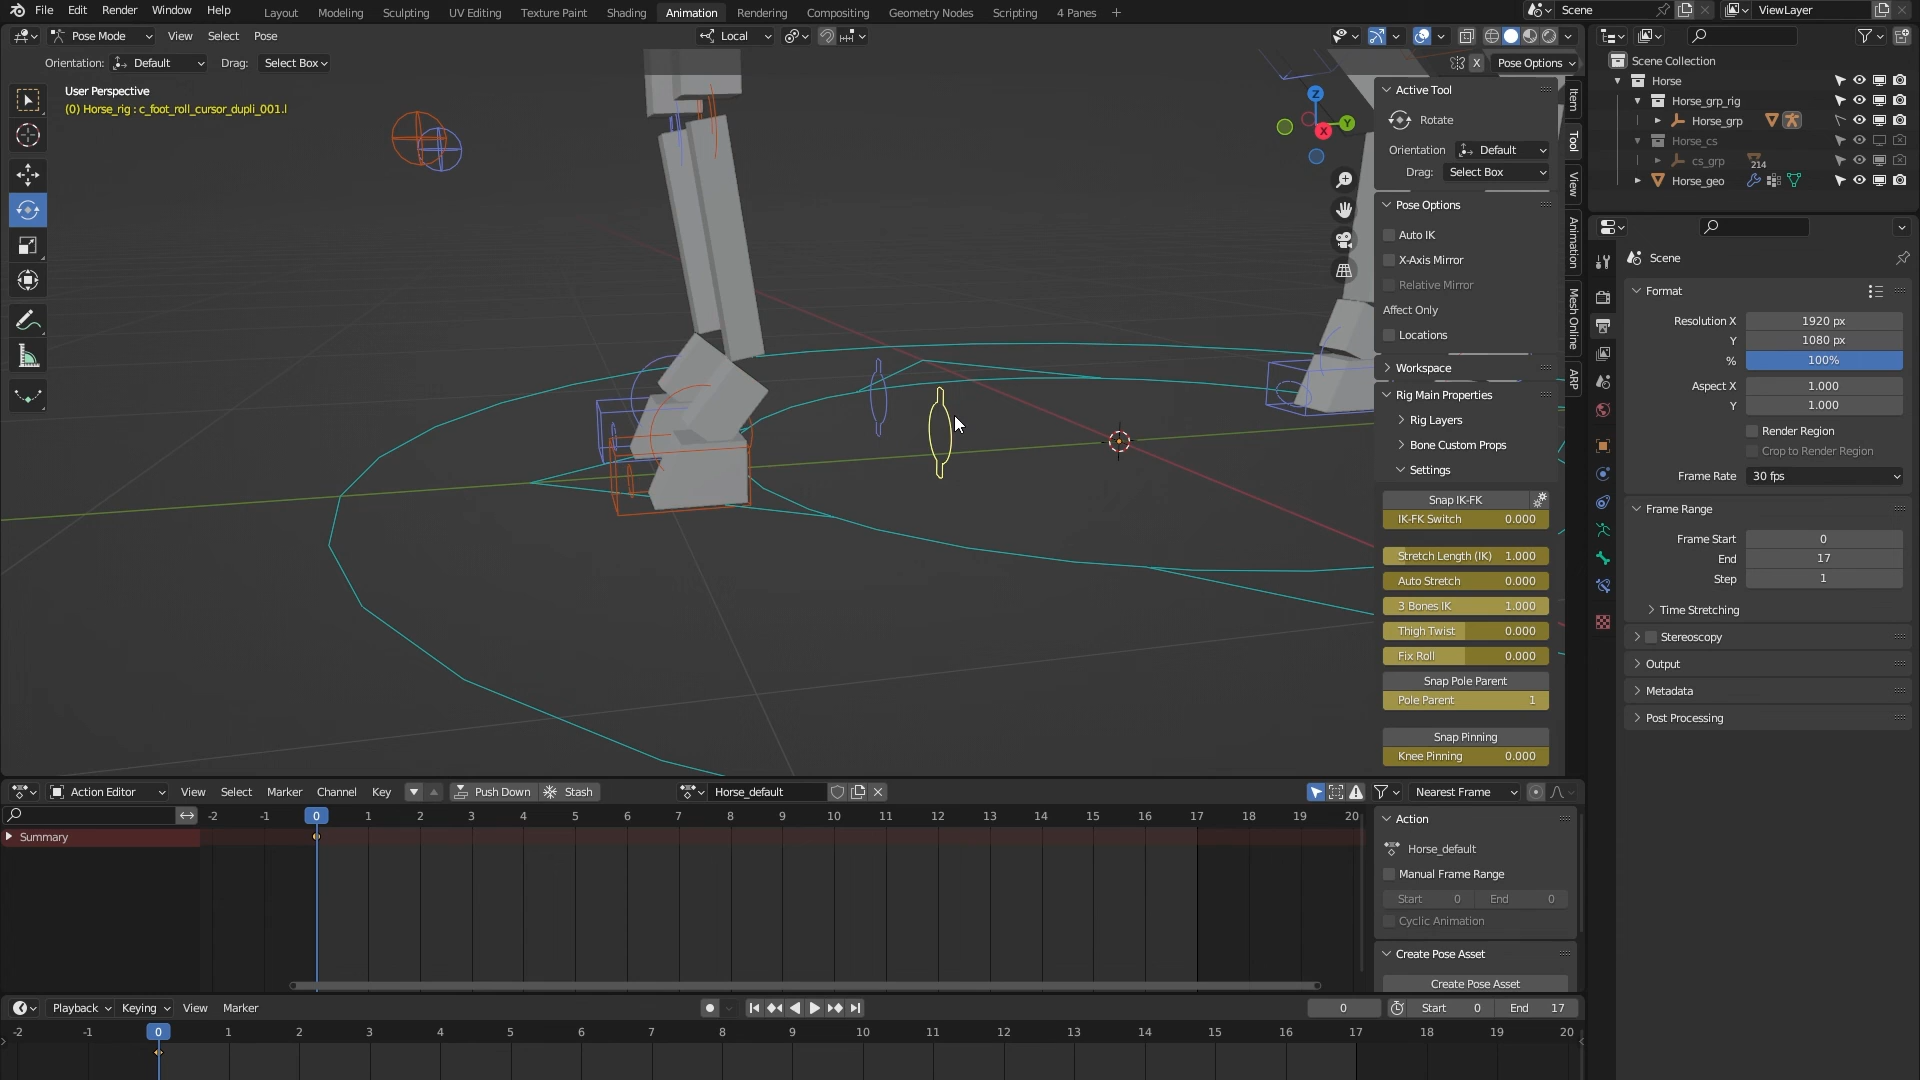 File Edit Render Window Help Layout Modeling Sculpting UV Editing Texture Paint Shading Animation Rendering Compositing Geometry Nodes Scripting 4 Panes + Scene ViewLayer
Pose Mode View Select Pose Local
Orientation: Default Drag: Select Box X Pose Options
User Perspective
(0) Horse_rig : c_foot_roll_cursor_dupli_001.l
Z
Y
X
Active Tool
Rotate
Orientation Default
Drag: Select Box
Pose Options
Auto IK
X-Axis Mirror
Relative Mirror
Affect Only
Locations
Workspace
Rig Main Properties
Rig Layers
Bone Custom Props
Settings
Snap IK-FK
IK-FK Switch 0.000
Stretch Length (IK) 1.000
Auto Stretch 0.000
3 Bones IK 1.000
Thigh Twist 0.000
Fix Roll 0.000
Snap Pole Parent
Pole Parent 1
Snap Pinning
Knee Pinning 0.000
Item
Tool
View
Animation
Mesh Online
ARP
Scene Collection
Horse
Horse_grp_rig
Horse_grp
Horse_cs
cs_grp 214
Horse_geo
Scene
Format
Resolution X 1920 px
Y 1080 px
% 100%
Aspect X 1.000
Y 1.000
Render Region
Crop to Render Region
Frame Rate 30 fps
Frame Range
Frame Start 0
End 17
Step 1
Time Stretching
Stereoscopy
Output
Metadata
Post Processing
Action Editor View Select Marker Channel Key Push Down Stash Horse_default Nearest Frame
-2 -1 0 1 2 3 4 5 6 7 8 9 10 11 12 13 14 15 16 17 18 19 20
Summary
Action
Horse_default
Manual Frame Range
Start 0 End 0
Cyclic Animation
Create Pose Asset
Create Pose Asset
Playback Keying View Marker 0 Start 0 End 17
-2 -1 0 1 2 3 4 5 6 7 8 9 10 11 12 13 14 15 16 17 18 19 20